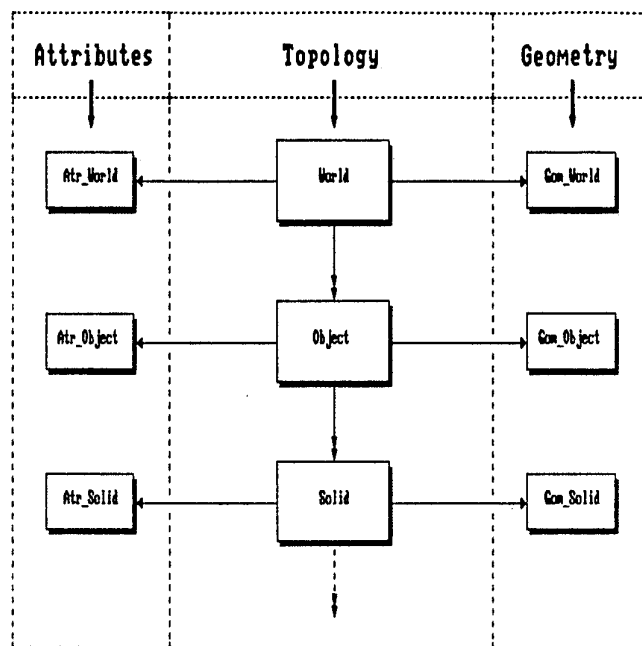 Attributes Topology Geometry
Atr_World World Gom_World
Atr_Object Object Gom_Object
Atr_Solid Solid Gom_Solid